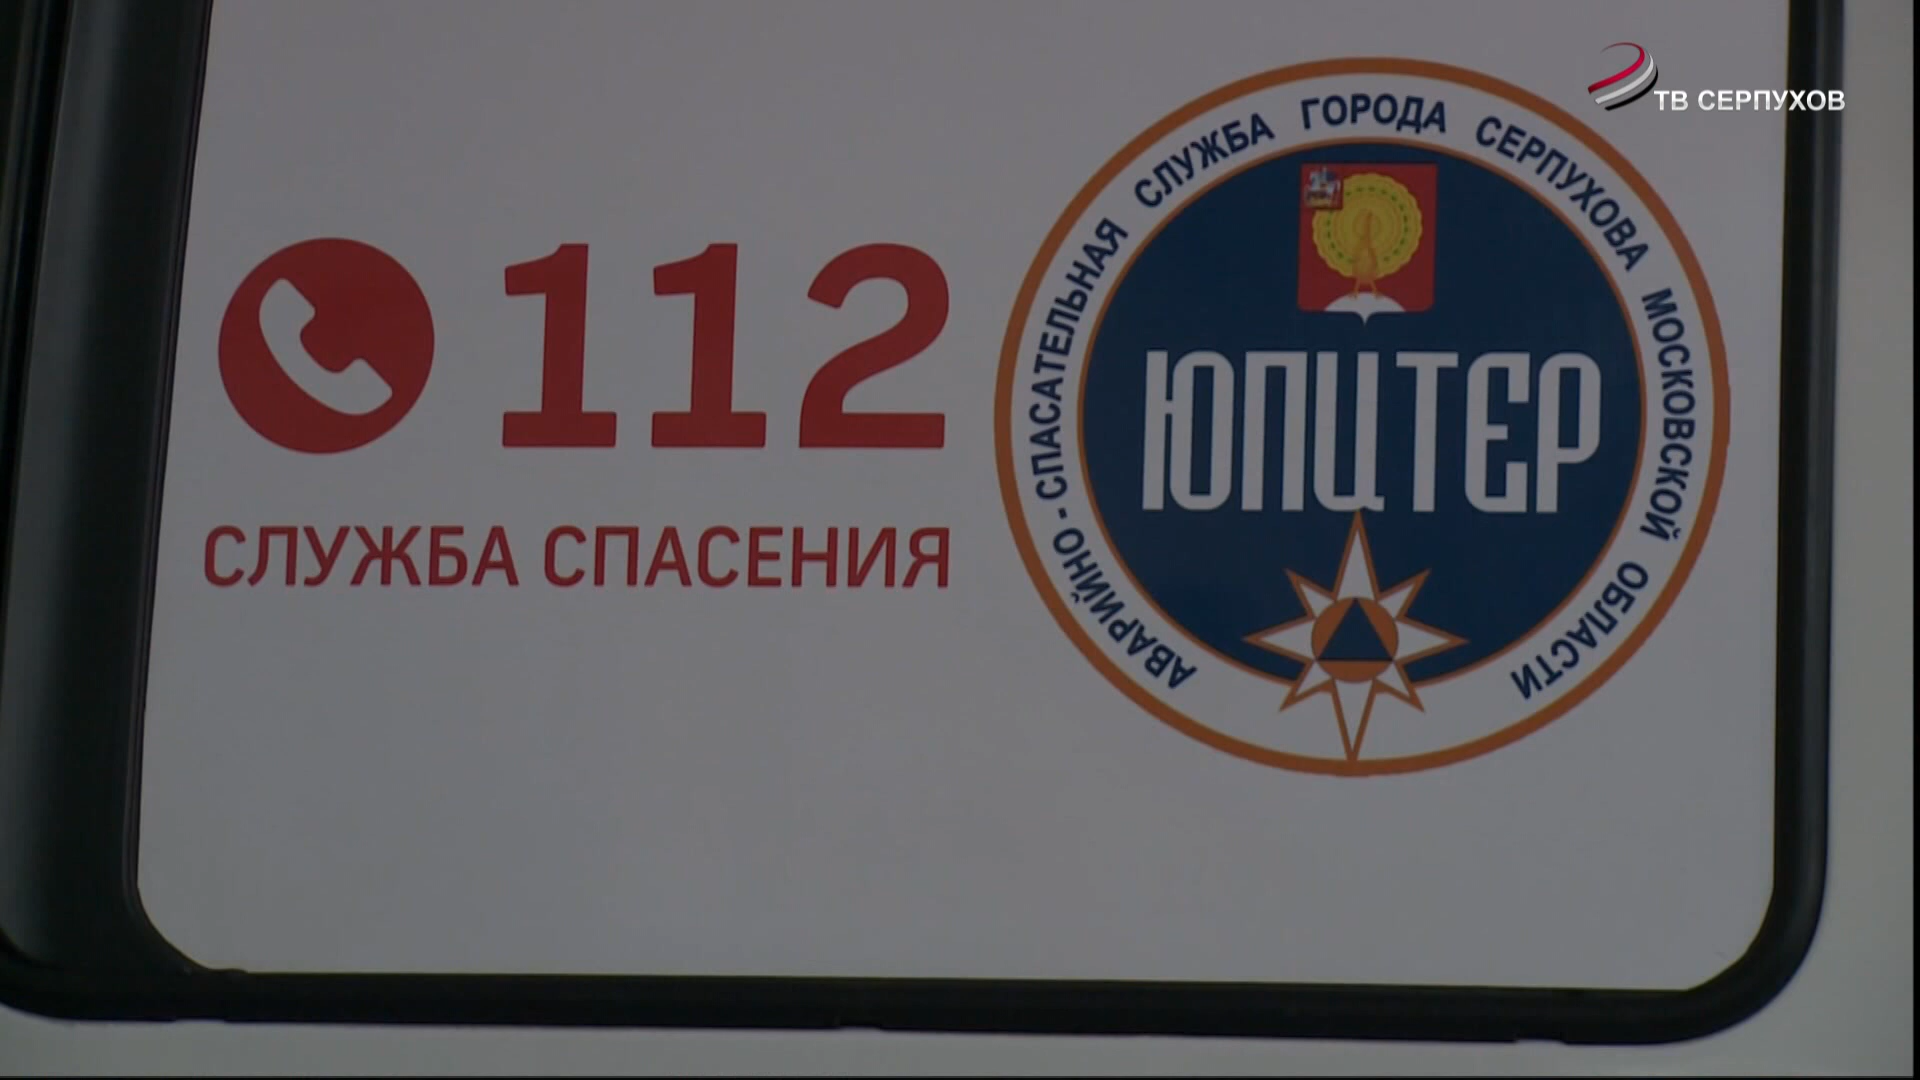 ТВ СЕРПУХОВ
112
СЛУЖБА СПАСЕНИЯ
АВАРИЙНО - СПАСАТЕЛЬНАЯ СЛУЖБА ГОРОДА СЕРПУХОВА МОСКОВСКОЙ ОБЛАСТИ
ЮПИТЕР